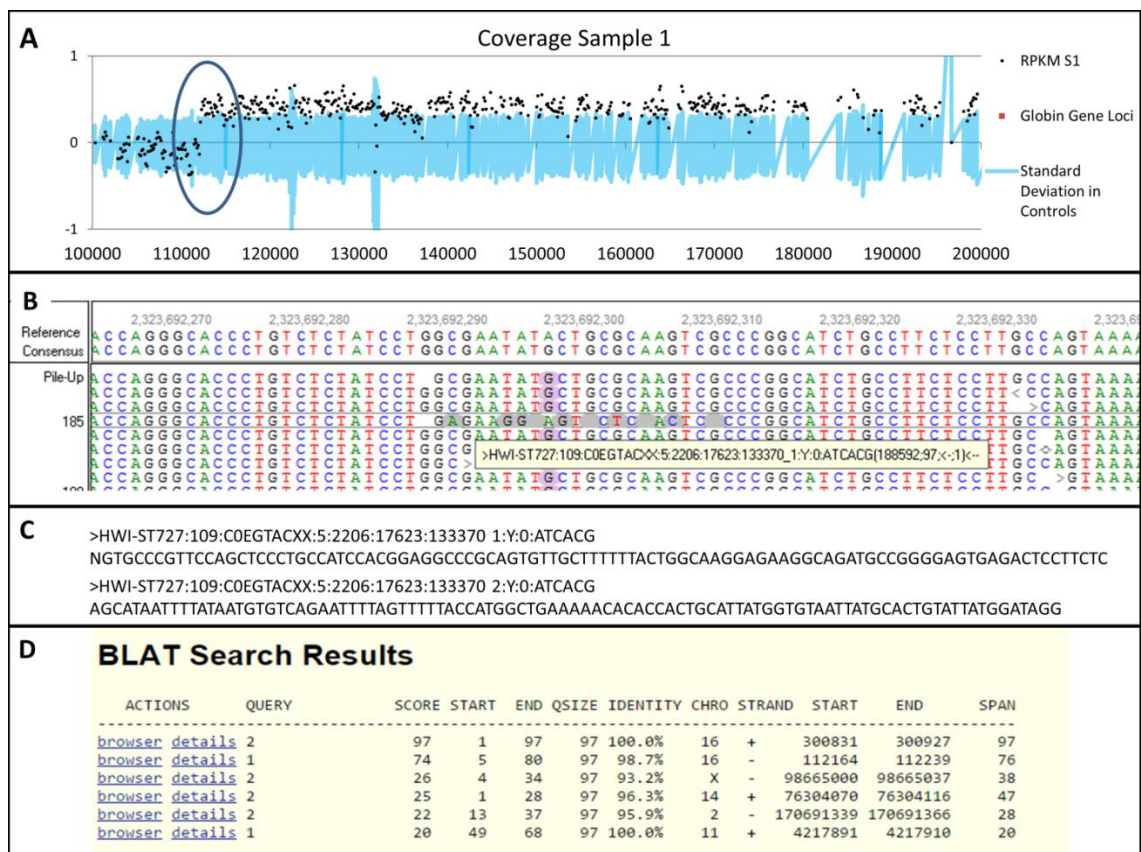 A
Coverage Sample 1
1
0
-1
100000 110000 120000 130000 140000 150000 160000 170000 180000 190000 200000
RPKM S1
Globin Gene Loci
Standard
Deviation in
Controls
B
2,323,692,270 2,323,692,280 2,323,692,290 2,323,692,300 2,323,692,310 2,323,692,320 2,323,692,330
Reference ACCAGGGCACCCTGTCTCTATCCTGGCGAATATACTGCGCAAGTCGCCCGGCATCTGCCTTCTCCTTGCCAGTAAAA
Consensus ACCAGGGCACCCTGTCTCTATCCTGGCGAATATGCTGCGCAAGTCGCCCGGCATCTGCCTTCTCCTTGCCAGTAAAA
Pile-Up
185
>HWI-ST727:109:C0EGTACXX:5:2206:17623:133370_1:Y:0:ATCACG(188592;97;<-;1)<--
C
>HWI-ST727:109:C0EGTACXX:5:2206:17623:133370 1:Y:0:ATCACG
NGTGCCCGTTCCAGCTCCCTGCCATCCACGGAGGCCCGCAGTGTTGCTTTTTTACTGGCAAGGAGAAGGCAGATGCCGGGGAGTGAGACTCCTTCTC
>HWI-ST727:109:C0EGTACXX:5:2206:17623:133370 2:Y:0:ATCACG
AGCATAATTTTATAATGTGTCAGAATTTTAGTTTTTACCATGGCTGAAAAACACACCACTGCATTATGGTGTAATTATGCACTGTATTATGGATAGG
D
BLAT Search Results
ACTIONS QUERY SCORE START END QSIZE IDENTITY CHRO STRAND START END SPAN
browser details 2 97 1 97 97 100.0% 16 + 300831 300927 97
browser details 1 74 5 80 97 98.7% 16 - 112164 112239 76
browser details 2 26 4 34 97 93.2% X - 98665000 98665037 38
browser details 2 25 1 28 97 96.3% 14 + 76304070 76304116 47
browser details 2 22 13 37 97 95.9% 2 - 170691339 170691366 28
browser details 1 20 49 68 97 100.0% 11 + 4217891 4217910 20